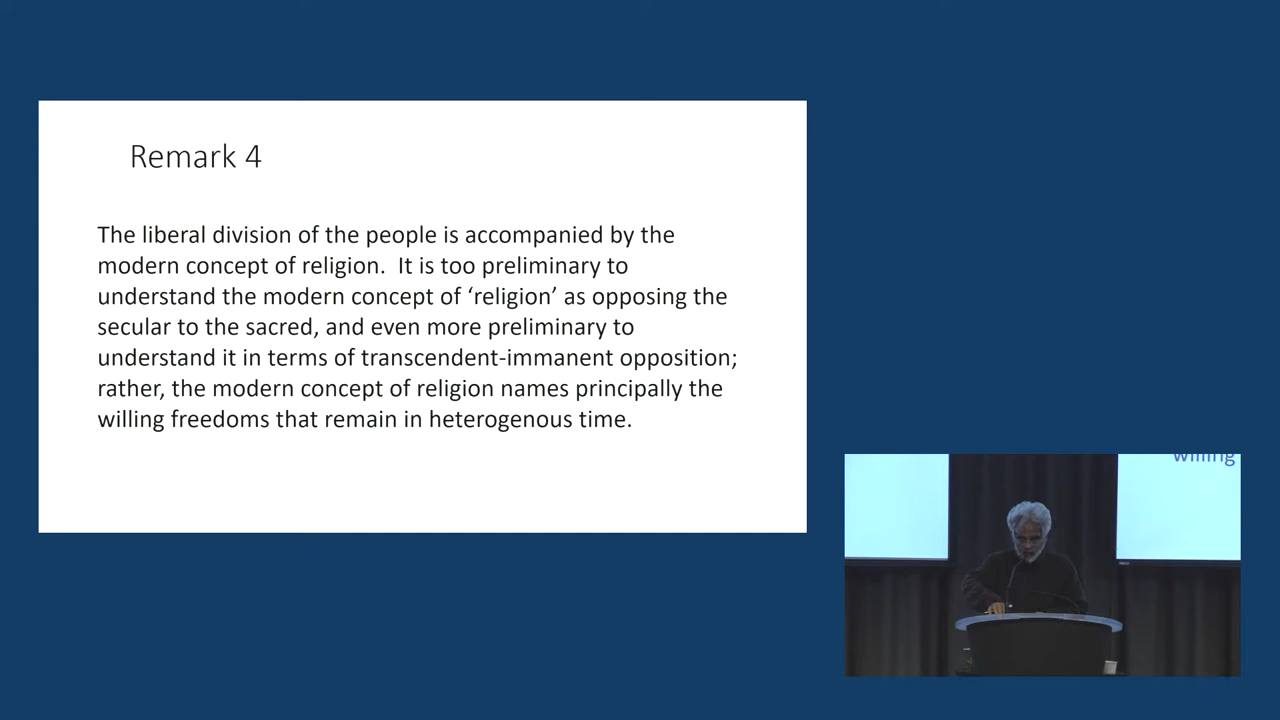 Remark 4
The liberal division of the people is accompanied by the
modern concept of religion.  It is too preliminary to
understand the modern concept of ‘religion’ as opposing the
secular to the sacred, and even more preliminary to
understand it in terms of transcendent-immanent opposition;
rather, the modern concept of religion names principally the
willing freedoms that remain in heterogenous time.
willing